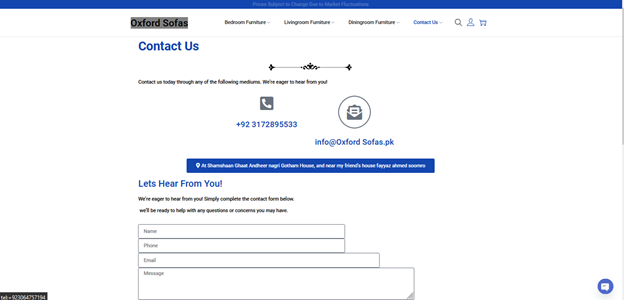 Prices Subject to Change Due to Market Fluctuations
Oxford Sofas
Bedroom Furniture
Livingroom Furniture
Diningroom Furniture
Contact Us
Contact Us
Contact us today through any of the following mediums. We're eager to hear from you!
+92 3172895533
info@Oxford Sofas.pk
At Shamshaan Ghaat Andheer nagri Gotham House, and near my friend's house fayyaz ahmed soomro
Lets Hear From You!
We're eager to hear from you! Simply complete the contact form below.
we'll be ready to help with any questions or concerns you may have.
Name
Phone
Email
Message
tel:+923064757194